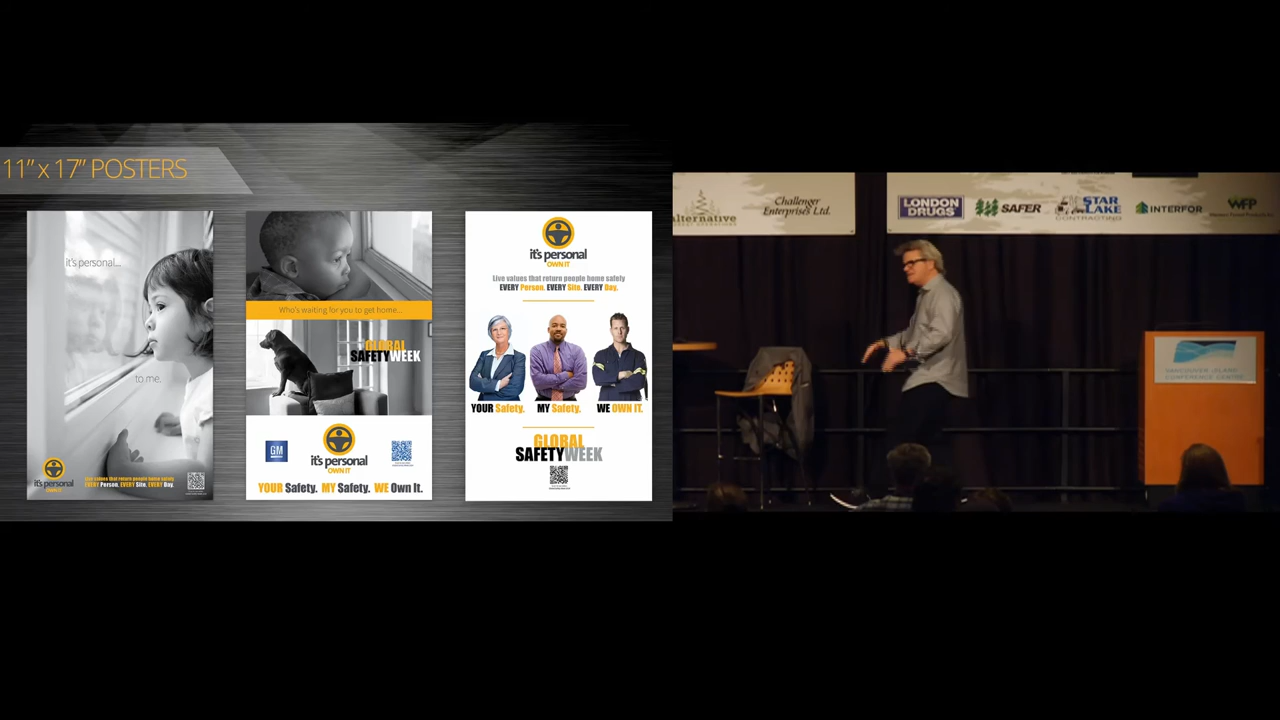 11” x 17” POSTERS
it's personal...
to me.
it's personal
OWN IT
Live values that return people home safely
EVERY Person. EVERY Site. EVERY Day.
Who's waiting for you to get home...
GLOBAL
SAFETYWEEK
GM
it's personal
OWN IT
YOUR Safety. MY Safety. WE Own It.
it's personal
OWN IT
Live values that return people home safely
EVERY Person. EVERY Site. EVERY Day.
YOUR Safety. MY Safety. WE OWN IT.
GLOBAL
SAFETYWEEK
alternative
Challenger
Enterprises Ltd.
LONDON
DRUGS
SAFER
STAR
LAKE
CONTRACTING
INTERFOR
WFP
VANCOUVER ISLAND
CONFERENCE CENTRE